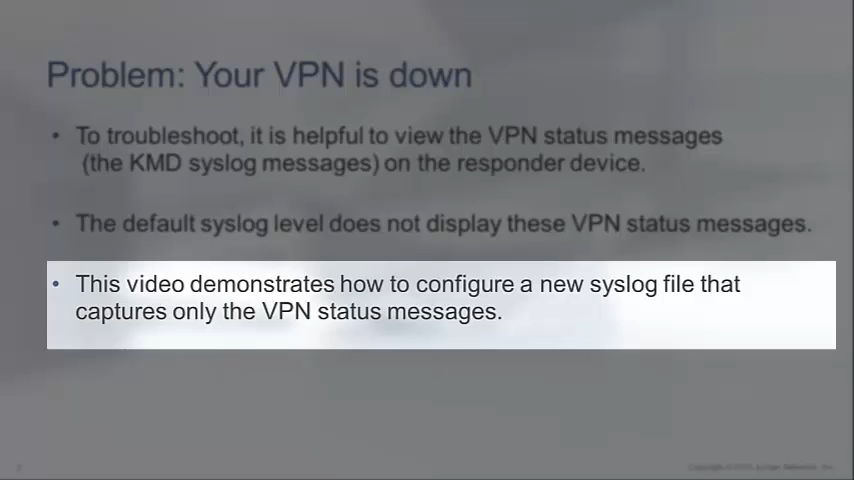 Problem: Your VPN is down
• To troubleshoot, it is helpful to view the VPN status messages
(the KMD syslog messages) on the responder device.
• The default syslog level does not display these VPN status messages.
• This video demonstrates how to configure a new syslog file that
captures only the VPN status messages.